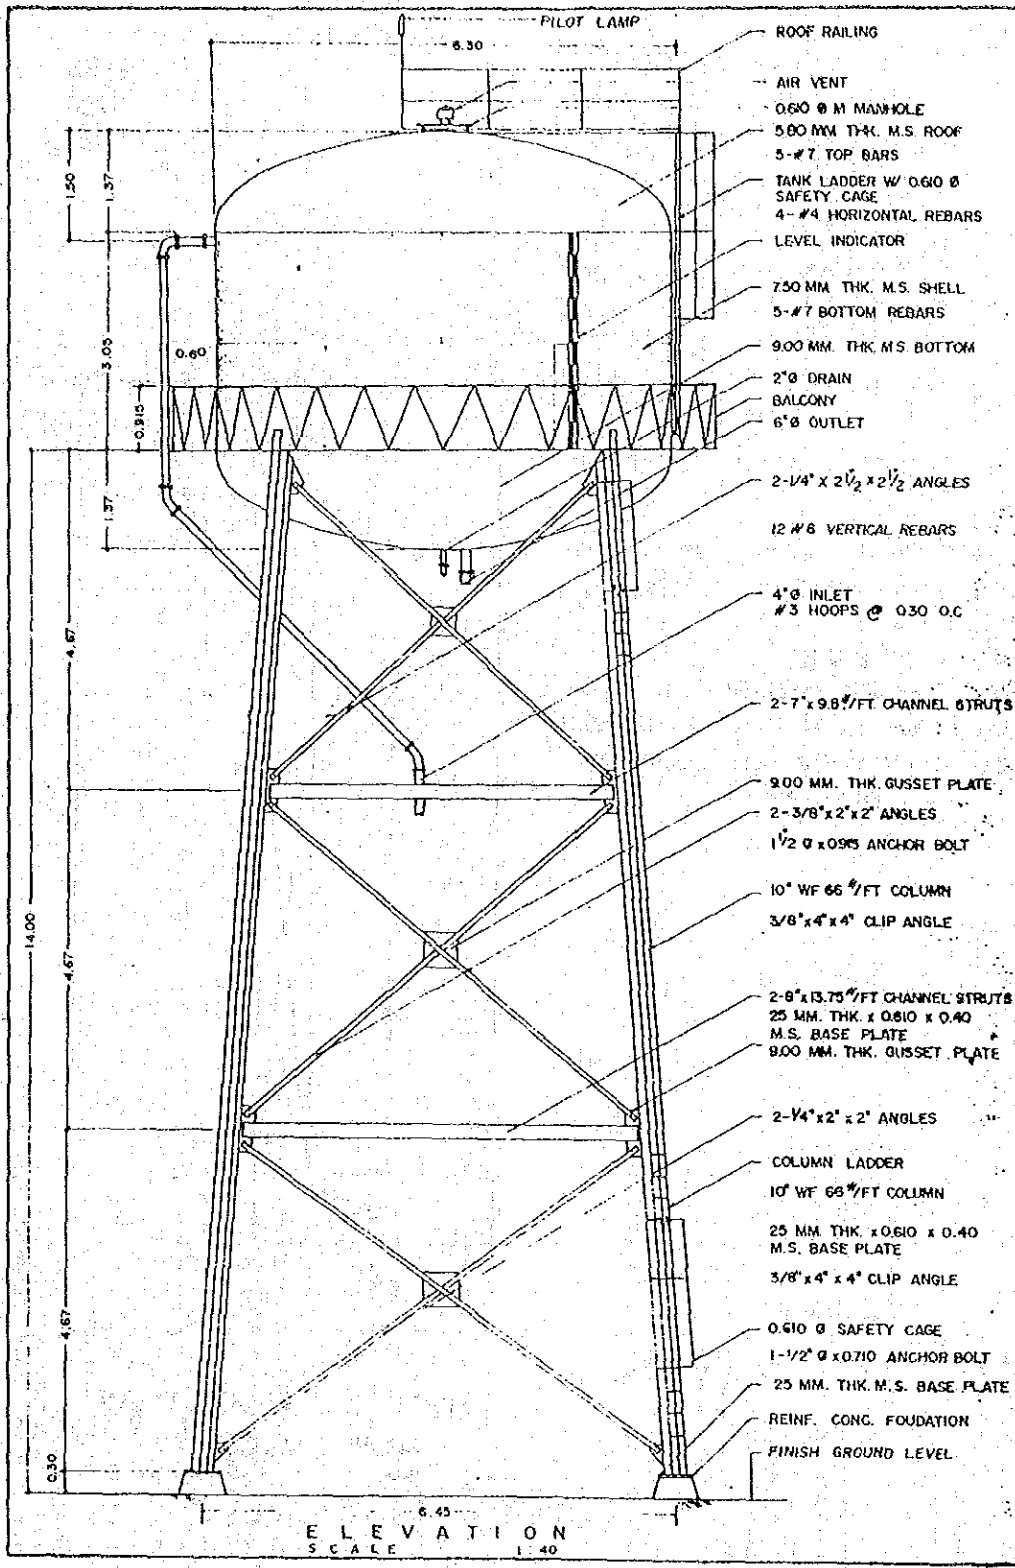 PILOT LAMP
6.30
ROOF RAILING
AIR VENT
0.610 Ø M MANHOLE
5.00 MM THK. M.S. ROOF
5-#7 TOP BARS
TANK LADDER W/ 0.610 Ø
SAFETY CAGE
4-#4 HORIZONTAL REBARS
LEVEL INDICATOR
7.50 MM. THK. M.S. SHELL
5-#7 BOTTOM REBARS
9.00 MM. THK. M.S. BOTTOM
2"Ø DRAIN
BALCONY
6"Ø OUTLET
2-1/4" X 2 1/2" x 2 1/2" ANGLES
12 #6 VERTICAL REBARS
4"Ø INLET
#3 HOOPS @ 0.30 O.C
2-7"x 9.8#/FT CHANNEL STRUTS
9.00 MM. THK. GUSSET PLATE
2-3/8"x 2"x 2" ANGLES
1 1/2" Ø x 0.915 ANCHOR BOLT
10" WF 66 #/FT COLUMN
3/8"x 4"x 4" CLIP ANGLE
2-8"x 13.75#/FT CHANNEL STRUTS
25 MM. THK. x 0.610 x 0.40
M.S. BASE PLATE
9.00 MM. THK. GUSSET PLATE
2-1/4"x 2" x 2" ANGLES
COLUMN LADDER
10" WF 66#/FT COLUMN
25 MM. THK. x 0.610 x 0.40
M.S. BASE PLATE
3/8" x 4" x 4" CLIP ANGLE
0.610 Ø SAFETY CAGE
1-1/2" Ø x 0.710 ANCHOR BOLT
25 MM. THK. M.S. BASE PLATE
REINF. CONC. FOUDATION
FINISH GROUND LEVEL
1.50
1.37
3.05
0.60
0.915
1.37
4.67
14.00
4.67
4.67
0.30
6.45
ELEVATION
SCALE 1:40